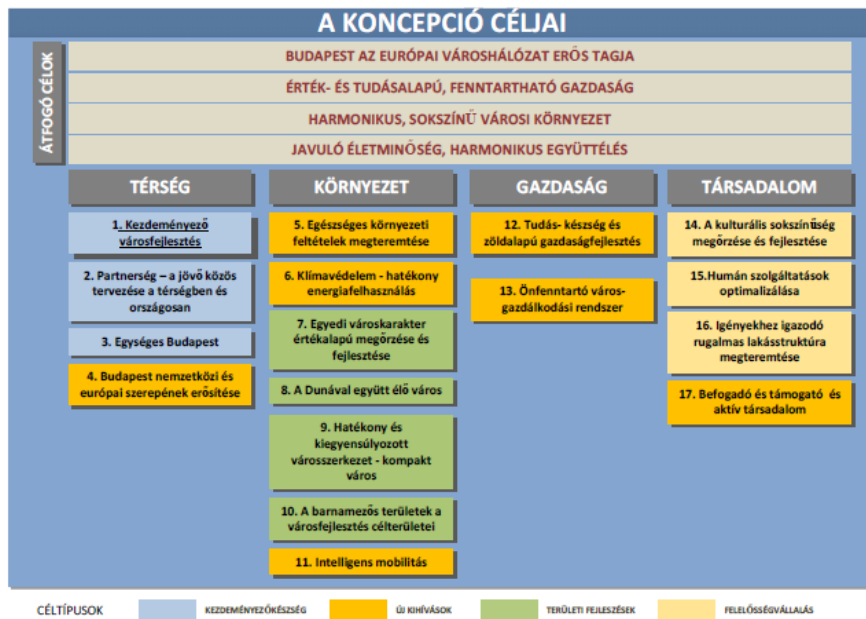 A KONCEPCIÓ CÉLJAI
ÁTFOGÓ CÉLOK
BUDAPEST AZ EURÓPAI VÁROSHÁLÓZAT ERŐS TAGJA
ÉRTÉK- ÉS TUDÁSALAPÚ, FENNTARTHATÓ GAZDASÁG
HARMONIKUS, SOKSZÍNŰ VÁROSI KÖRNYEZET
JAVULÓ ÉLETMINŐSÉG, HARMONIKUS EGYÜTTÉLÉS
TÉRSÉG
1. Kezdeményező
városfejlesztés
2. Partnerség – a jövő közös
tervezése a térségben és
országosan
3. Egységes Budapest
4. Budapest nemzetközi és
európai szerepének erősítése
KÖRNYEZET
5. Egészséges környezeti
feltételek megteremtése
6. Klímavédelem - hatékony
energiafelhasználás
7. Egyedi városkarakter
értékalapú megőrzése és
fejlesztése
8. A Dunával együtt élő város
9. Hatékony és
kiegyensúlyozott
városszerkezet - kompakt
város
10. A barnamezős területek a
városfejlesztés célterületei
11. Intelligens mobilitás
GAZDASÁG
12. Tudás- készség és
zöldalapú gazdaságfejlesztés
13. Önfenntartó város-
gazdálkodási rendszer
TÁRSADALOM
14. A kulturális sokszínűség
megőrzése és fejlesztése
15.Humán szolgáltatások
optimalizálása
16. Igényekhez igazodó
rugalmas lakásstruktúra
megteremtése
17. Befogadó és támogató és
aktív társadalom
CÉLTÍPUSOK
KEZDEMÉNYEZŐKÉSZSÉG
ÚJ KIHÍVÁSOK
TERÜLETI FEJLESZTÉSEK
FELELŐSSÉGVÁLLALÁS